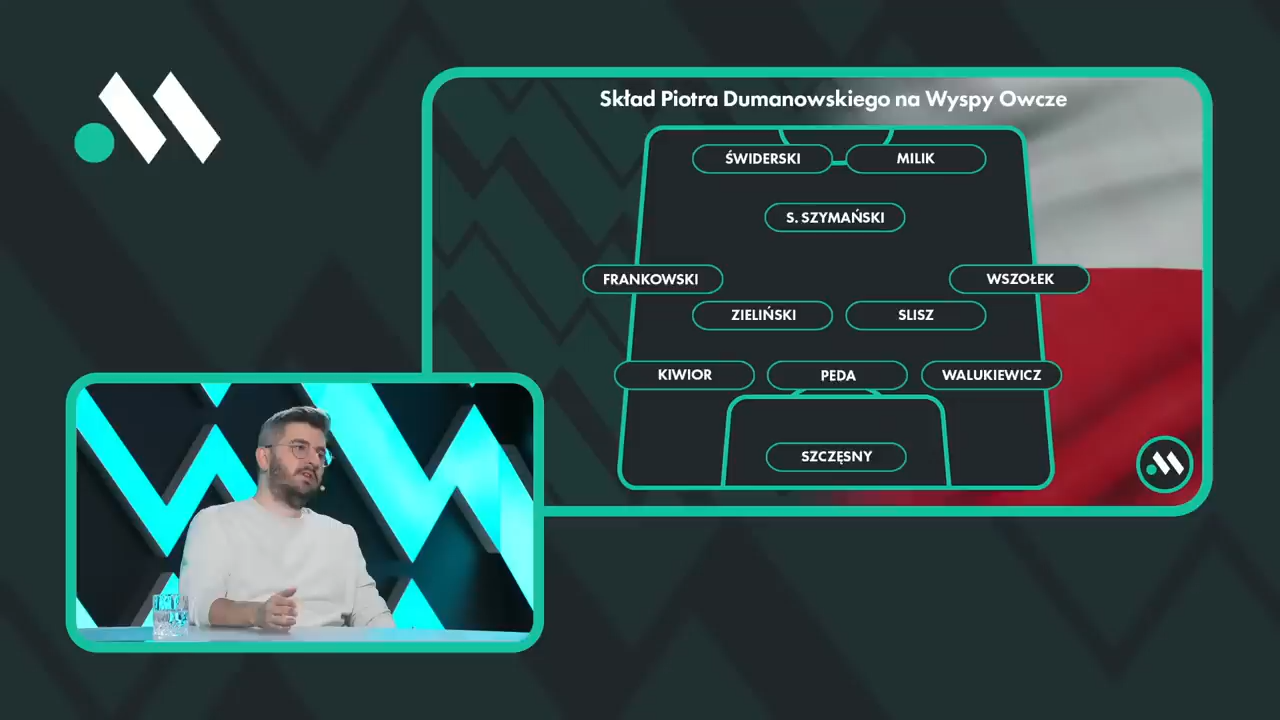 Skład Piotra Dumanowskiego na Wyspy Owcze
ŚWIDERSKI MILIK
S. SZYMAŃSKI
FRANKOWSKI WSZOŁEK
ZIELIŃSKI SLISZ
KIWIOR PEDA WALUKIEWICZ
SZCZĘSNY